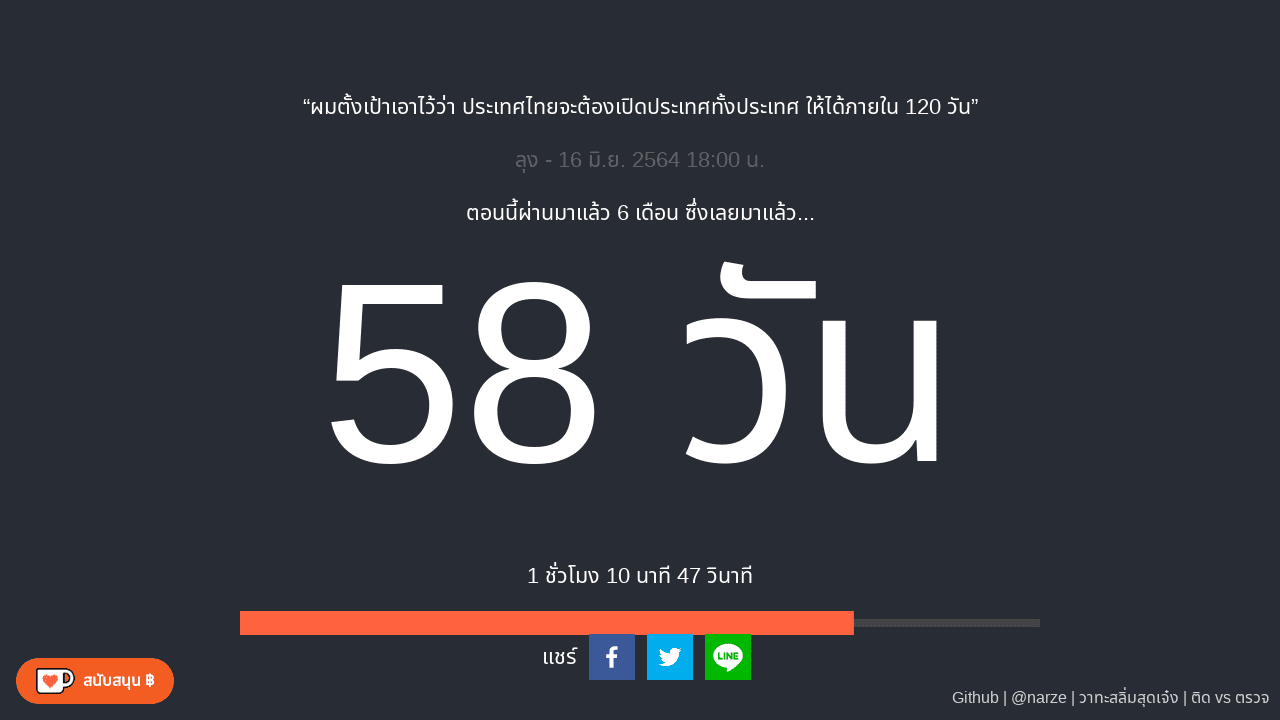 “ผมตั้งเป้าเอาไว้ว่า ประเทศไทยจะต้องเปิดประเทศทั้งประเทศ ให้ได้ภายใน 120 วัน”
ลุง - 16 มิ.ย. 2564 18:00 น.
ตอนนี้ผ่านมาแล้ว 6 เดือน ซึ่งเลยมาแล้ว...
58 วัน
1 ชั่วโมง 10 นาที 47 วินาที
แชร์
LINE
สนับสนุน ฿
Github | @narze | วาทะสลิ่มสุดเจ๋ง | ติด vs ตรวจ